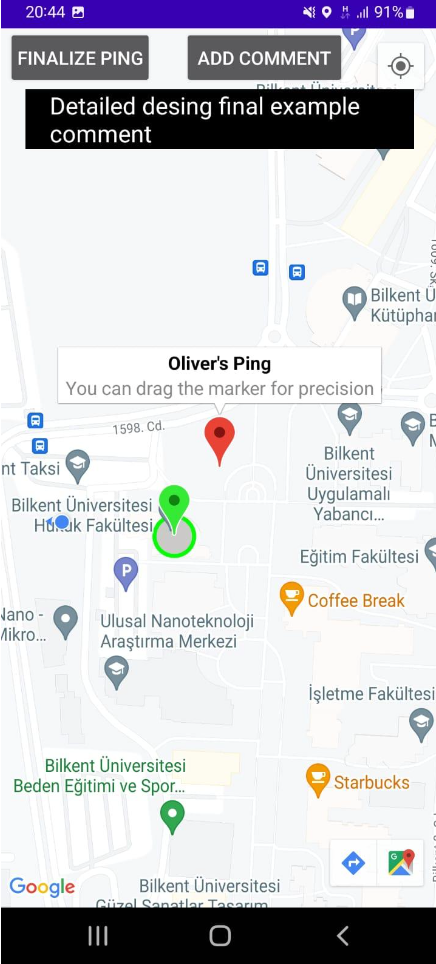 20:44
91%
FINALIZE PING
ADD COMMENT
Detailed desing final example
comment
P
Bilkent Üniversitesi
Bilkent Ü
Kütüphan
Oliver's Ping
You can drag the marker for precision
1598. Cd.
nt Taksi
Bilkent
Üniversitesi
Uygulamalı
Yabancı...
Bilkent Üniversitesi
Hukuk Fakültesi
P
Eğitim Fakültesi
Coffee Break
Nano -
Mikro...
Ulusal Nanoteknoloji
Araştırma Merkezi
İşletme Fakültesi
Bilkent Üniversitesi
Beden Eğitimi ve Spor...
Starbucks
Google
Bilkent Üniversitesi
Güzel Sanatlar Tasarım